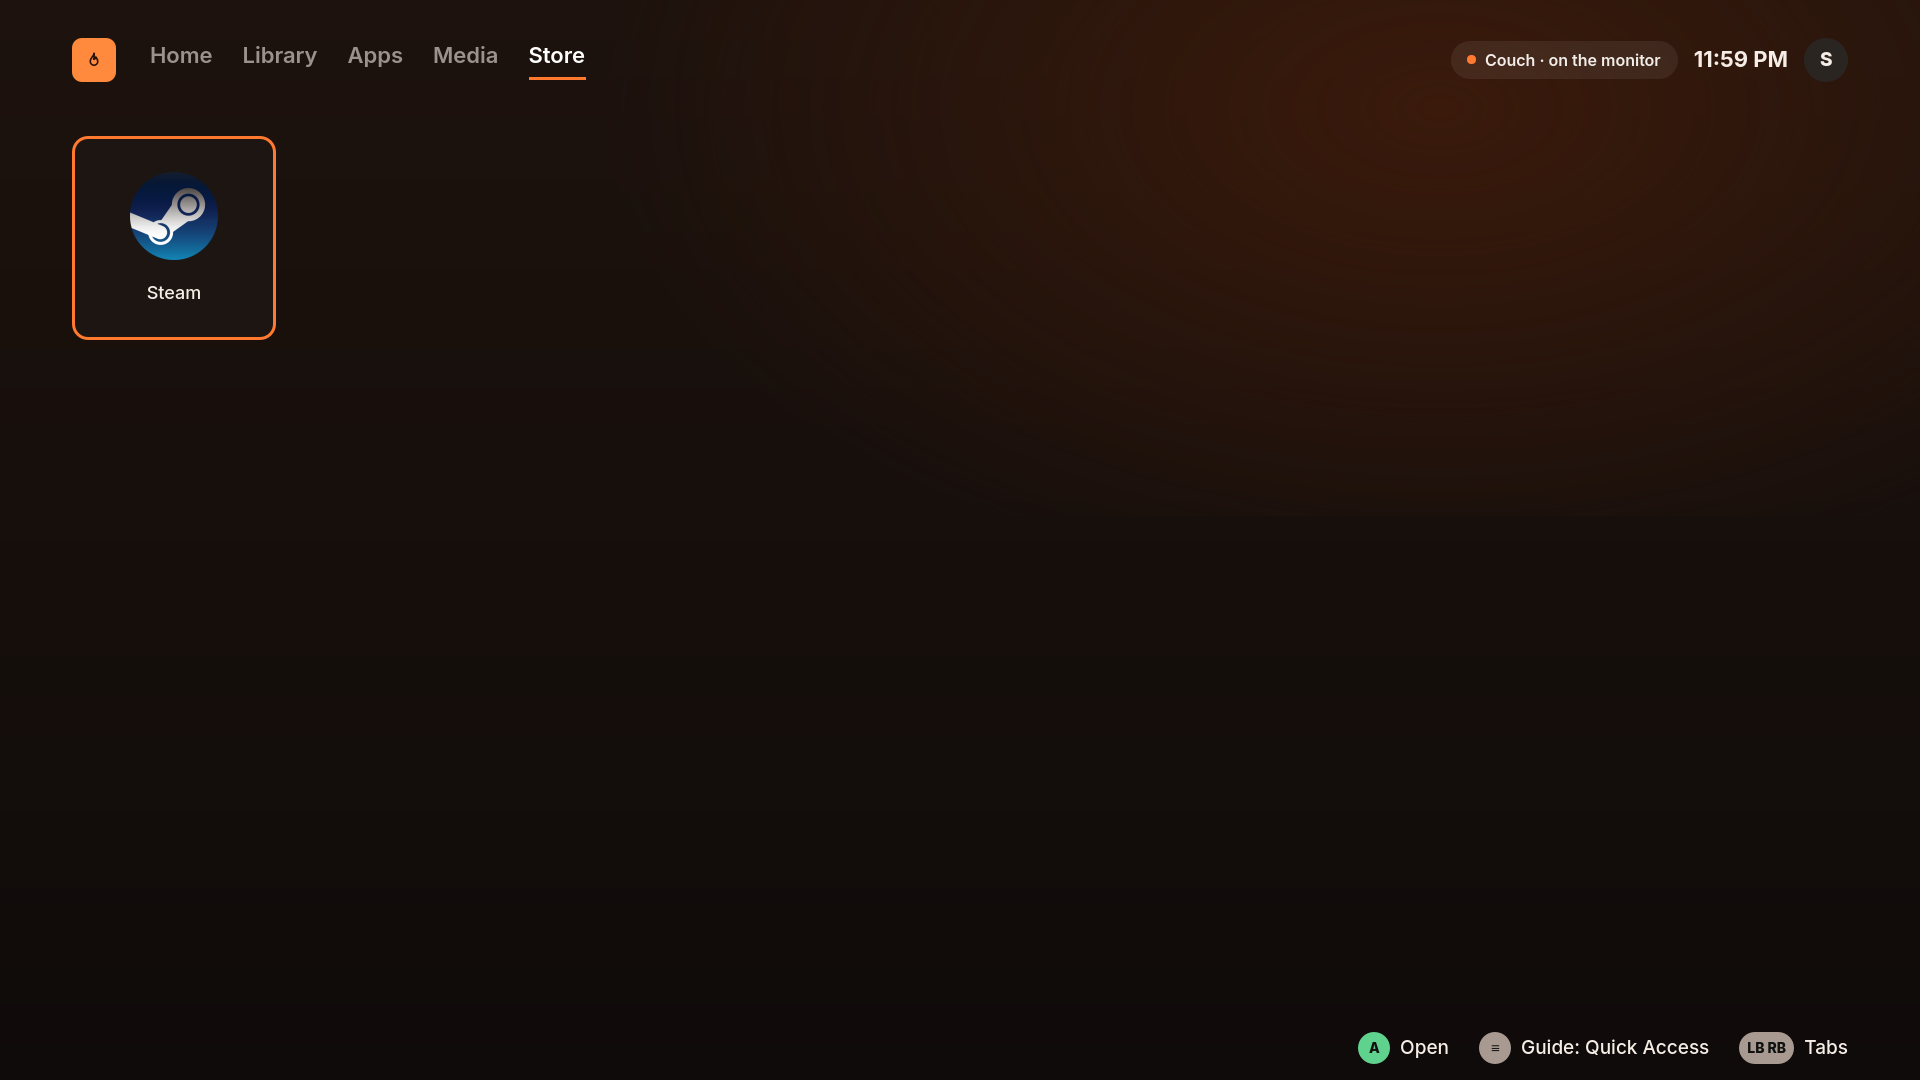 Home Library Apps Media Store
Couch · on the monitor 11:59 PM S
Steam
A Open ≡ Guide: Quick Access LB RB Tabs